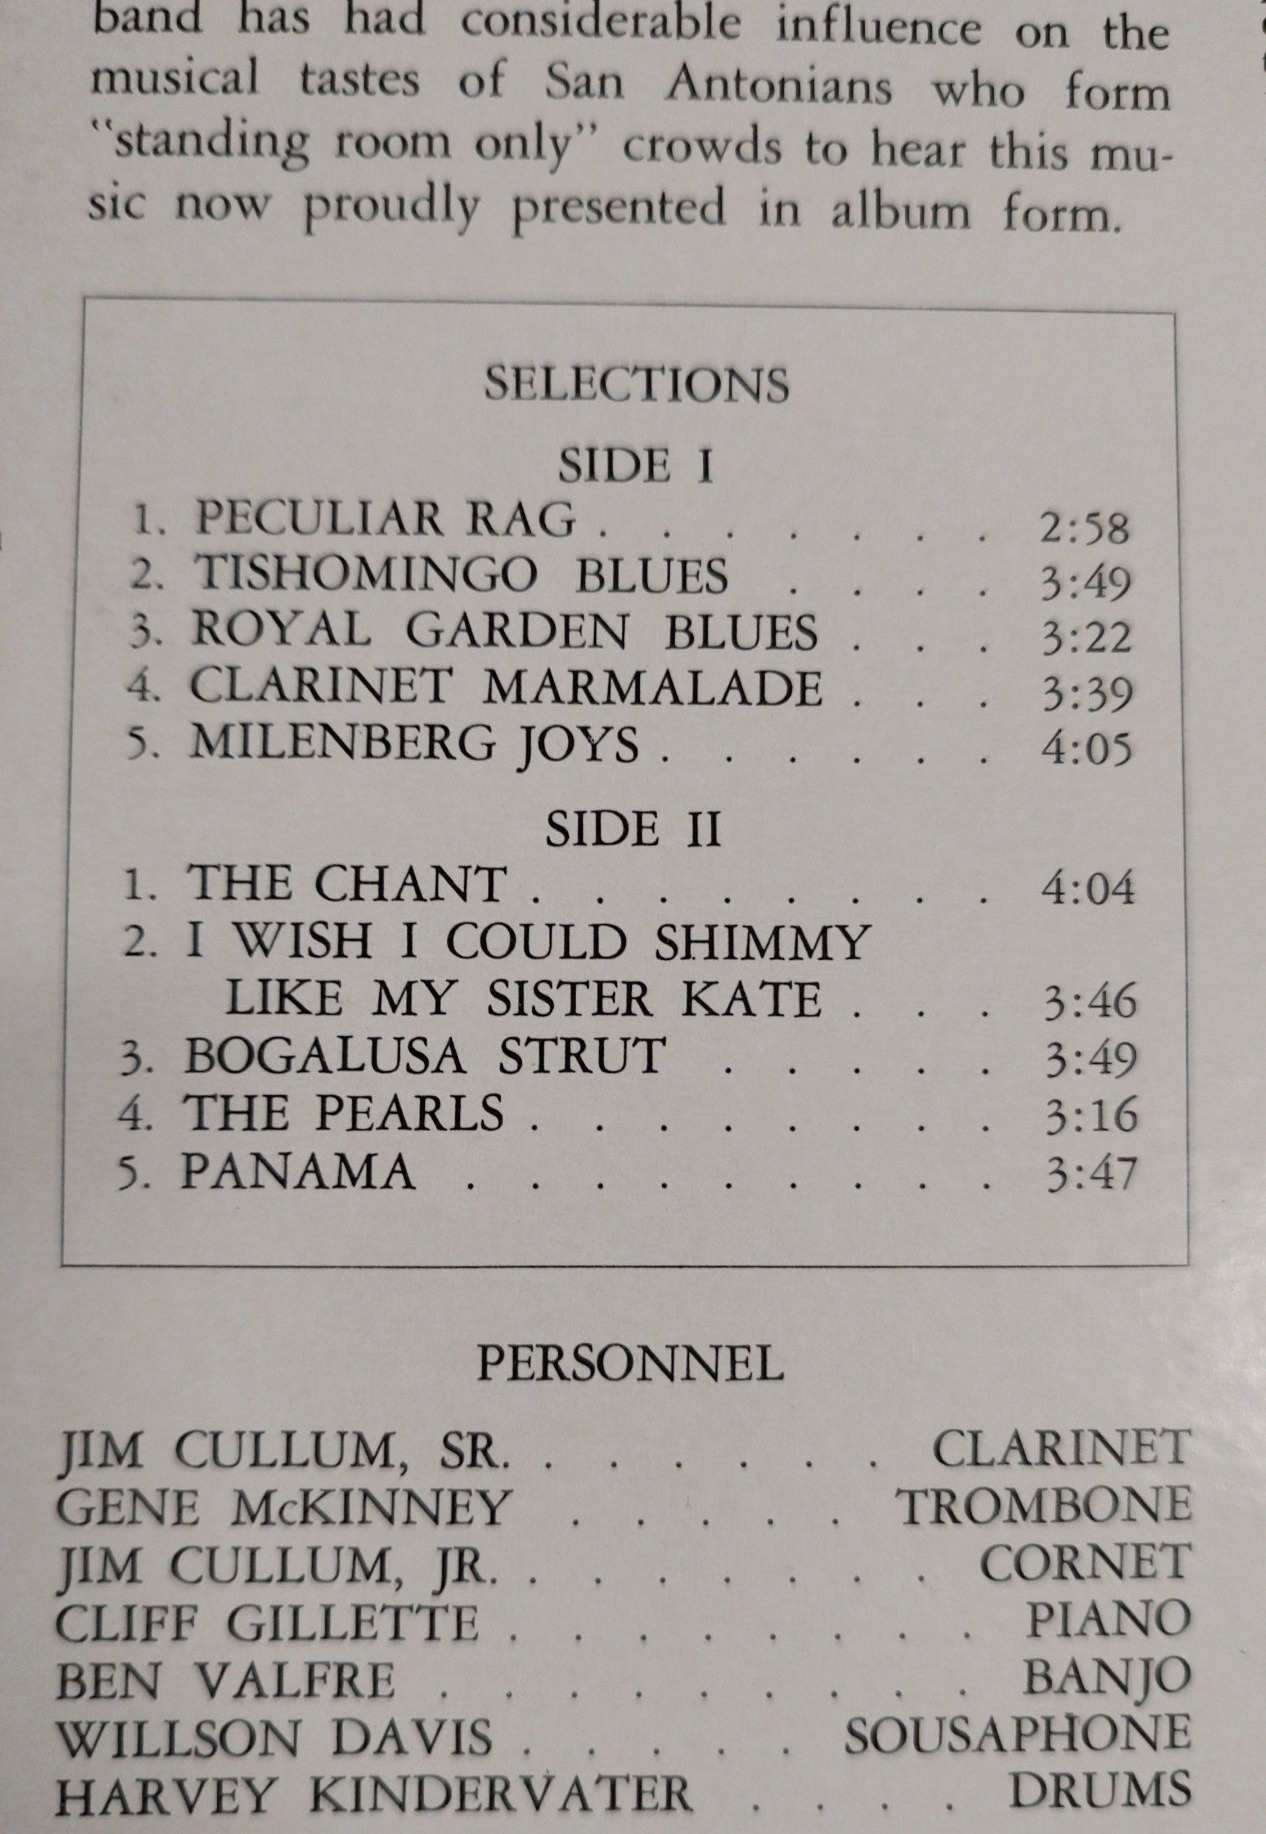 band has had considerable influence on the
musical tastes of San Antonians who form
"standing room only" crowds to hear this mu-
sic now proudly presented in album form.
SELECTIONS
SIDE I
1. PECULIAR RAG . . . . . . . 2:58
2. TISHOMINGO BLUES . . . . 3:49
3. ROYAL GARDEN BLUES . . . 3:22
4. CLARINET MARMALADE . . . 3:39
5. MILENBERG JOYS . . . . . . 4:05
SIDE II
1. THE CHANT . . . . . . . . 4:04
2. I WISH I COULD SHIMMY
LIKE MY SISTER KATE . . . 3:46
3. BOGALUSA STRUT . . . . . 3:49
4. THE PEARLS . . . . . . . . 3:16
5. PANAMA . . . . . . . . . 3:47
PERSONNEL
JIM CULLUM, SR. . . . . . . CLARINET
GENE McKINNEY . . . . . TROMBONE
JIM CULLUM, JR. . . . . . . . CORNET
CLIFF GILLETTE . . . . . . . . PIANO
BEN VALFRE . . . . . . . . . BANJO
WILLSON DAVIS . . . . . SOUSAPHONE
HARVEY KINDERVATER . . . . DRUMS